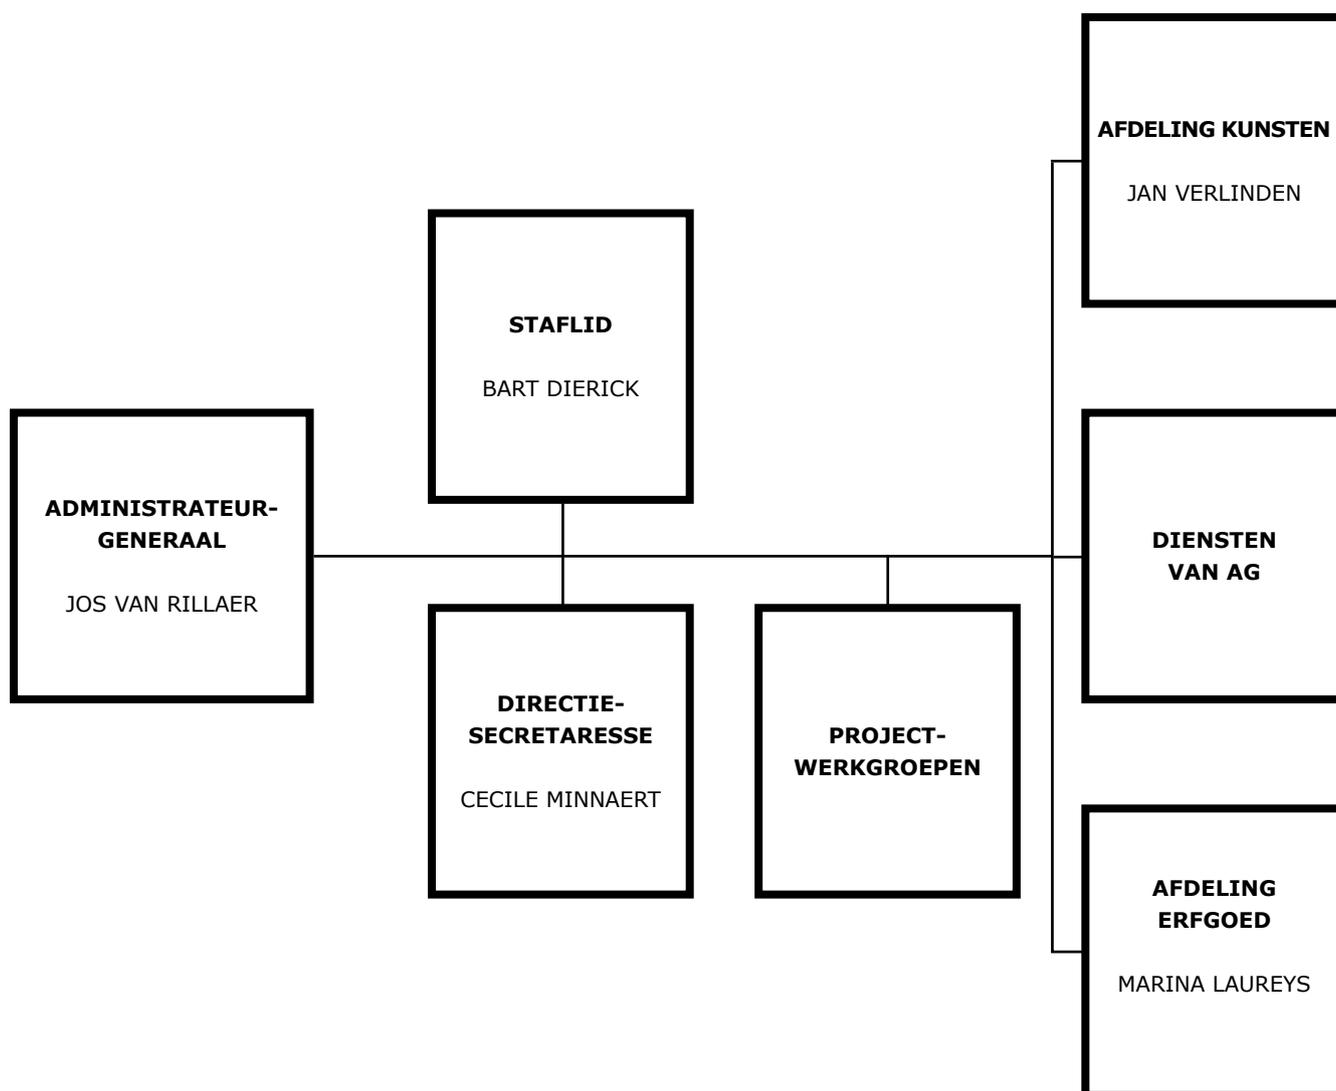 ADMINISTRATEUR-
GENERAAL
JOS VAN RILLAER
STAFLID
BART DIERICK
DIRECTIE-
SECRETARESSE
CECILE MINNAERT
PROJECT-
WERKGROEPEN
AFDELING KUNSTEN
JAN VERLINDEN
DIENSTEN
VAN AG
AFDELING
ERFGOED
MARINA LAUREYS